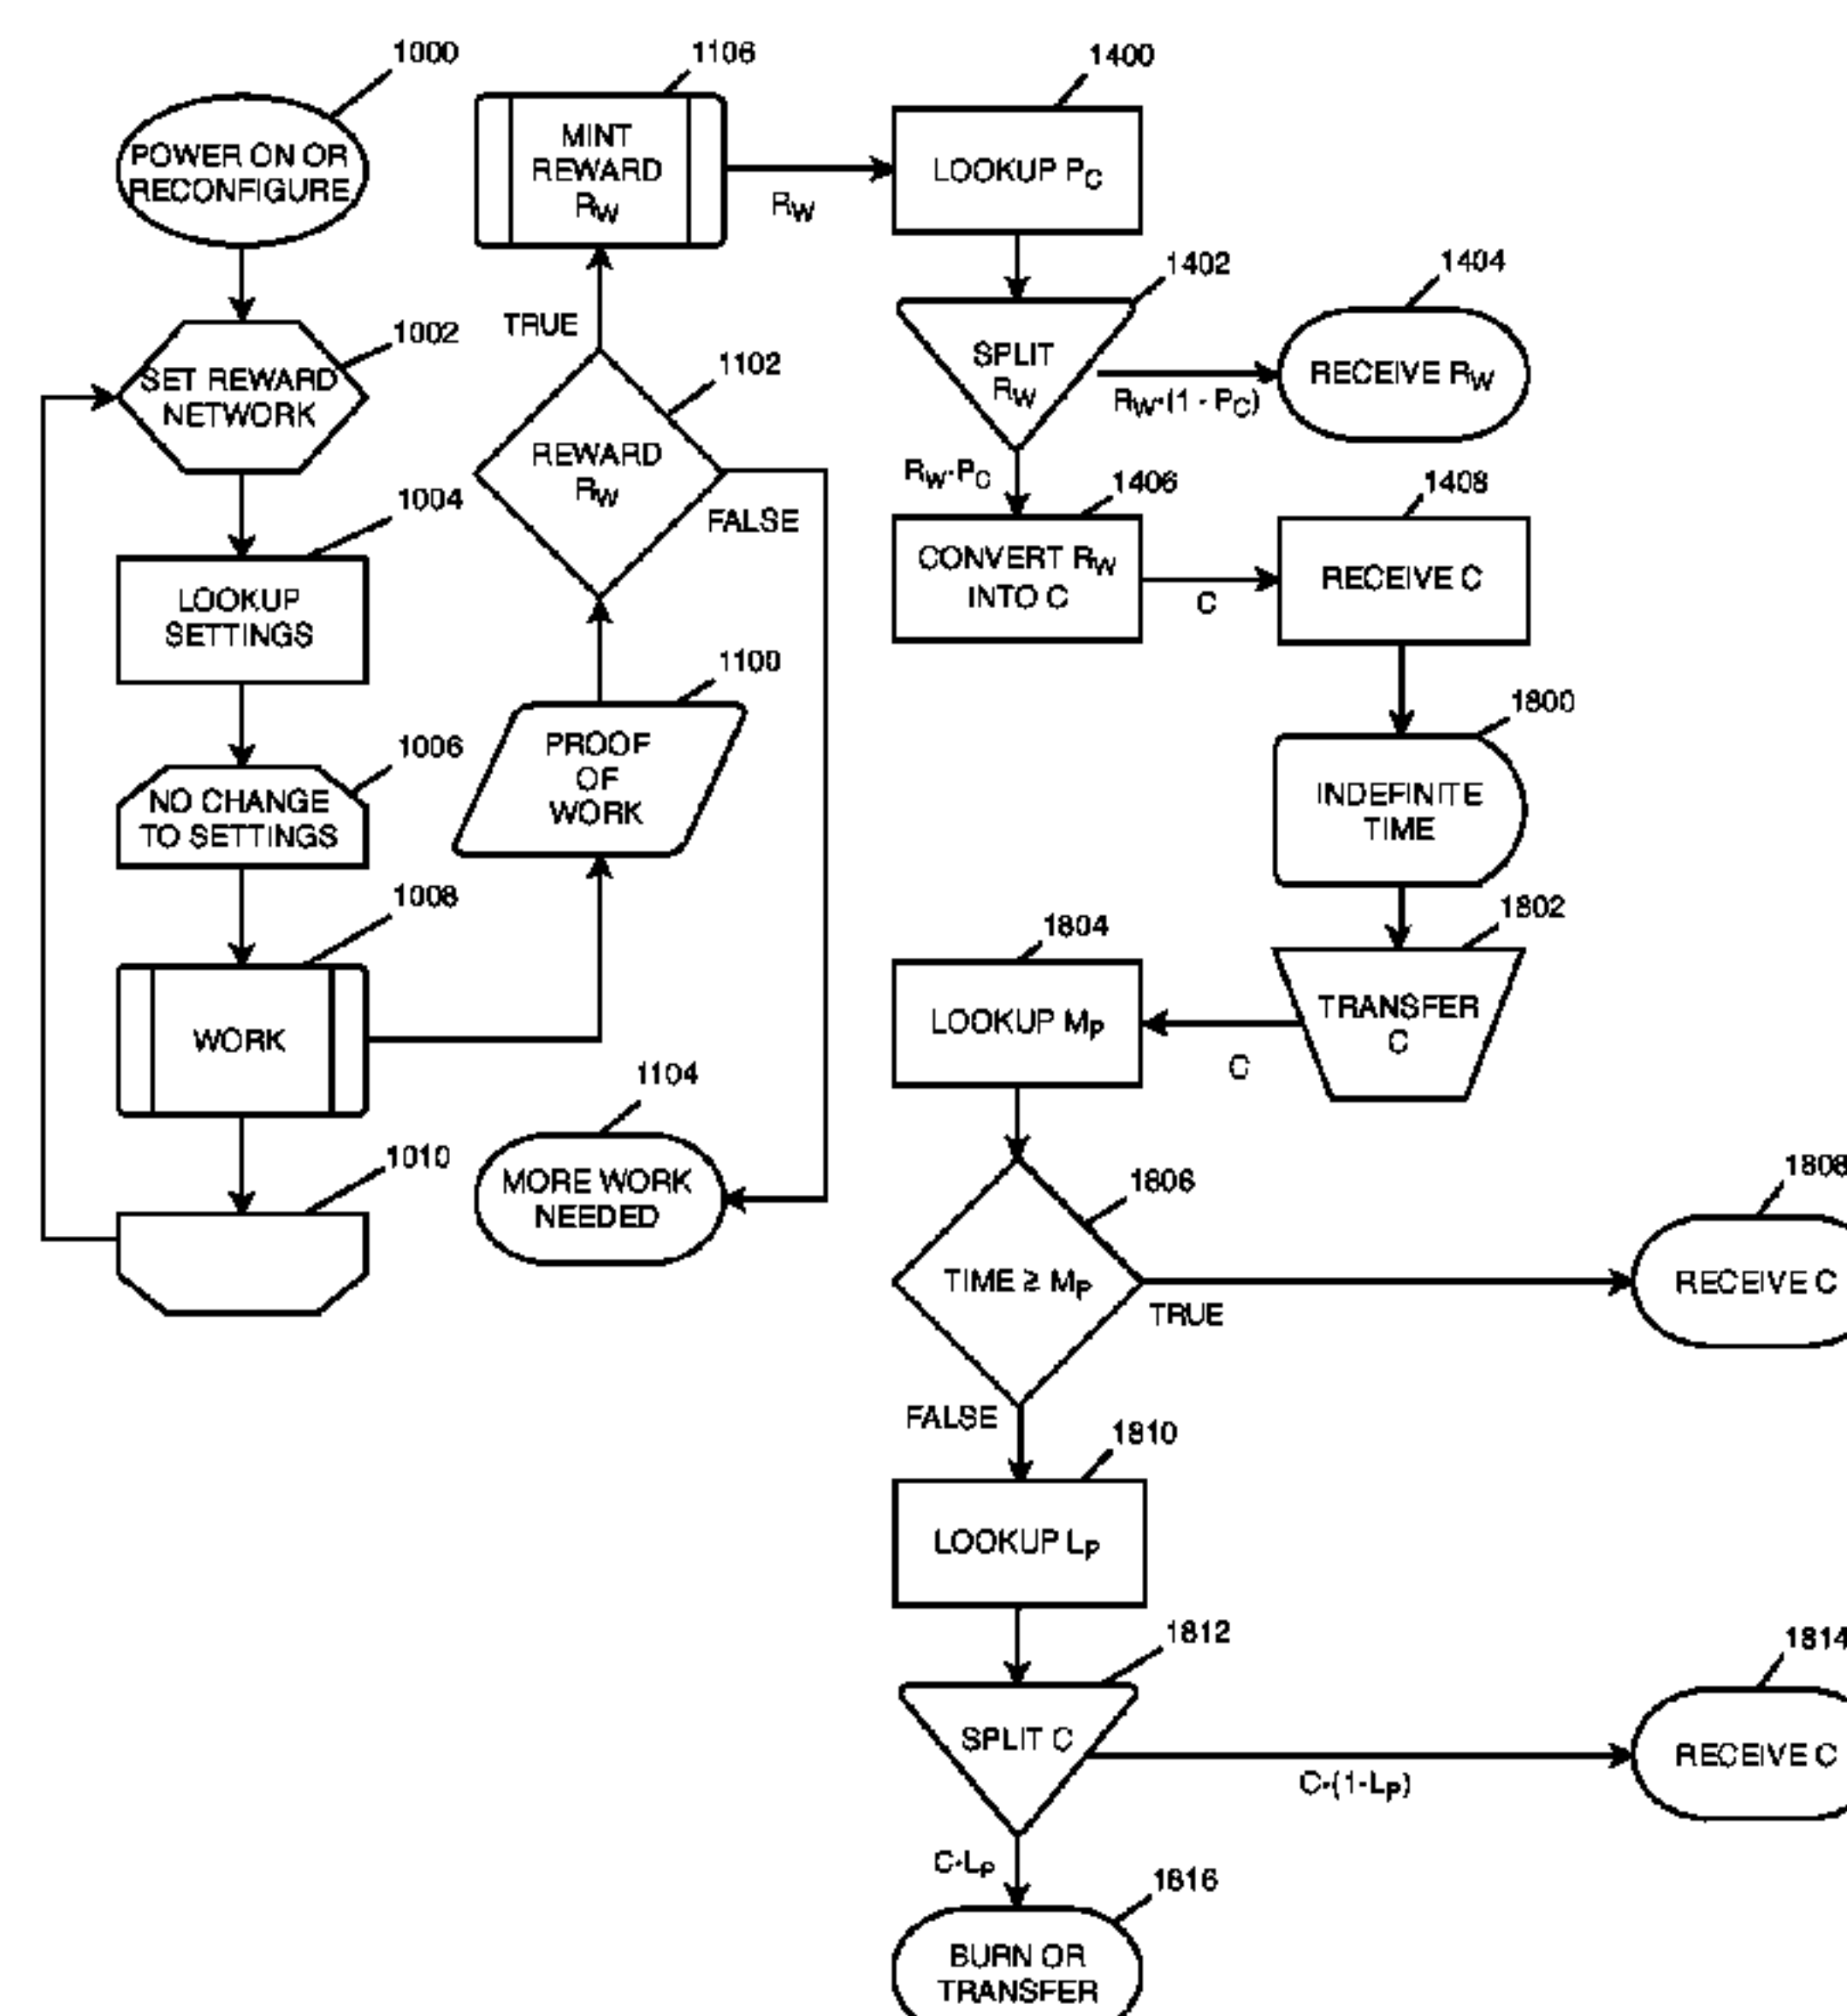 1000
POWER ON OR
RECONFIGURE
1002
SET REWARD
NETWORK
1004
LOOKUP
SETTINGS
1006
NO CHANGE
TO SETTINGS
1008
WORK
1010
1106
MINT
REWARD
RW
RW
TRUE
1102
REWARD
RW
FALSE
1100
PROOF
OF
WORK
1104
MORE WORK
NEEDED
1400
LOOKUP PC
1402
SPLIT
RW
RW·(1 - PC)
1404
RECEIVE RW
RW·PC
1406
CONVERT RW
INTO C
C
1408
RECEIVE C
1800
INDEFINITE
TIME
1802
TRANSFER
C
C
1804
LOOKUP MP
1806
TIME ≥ MP
TRUE
1808
RECEIVE C
FALSE
1810
LOOKUP LP
1812
SPLIT C
C·(1-LP)
1814
RECEIVE C
C·LP
1816
BURN OR
TRANSFER